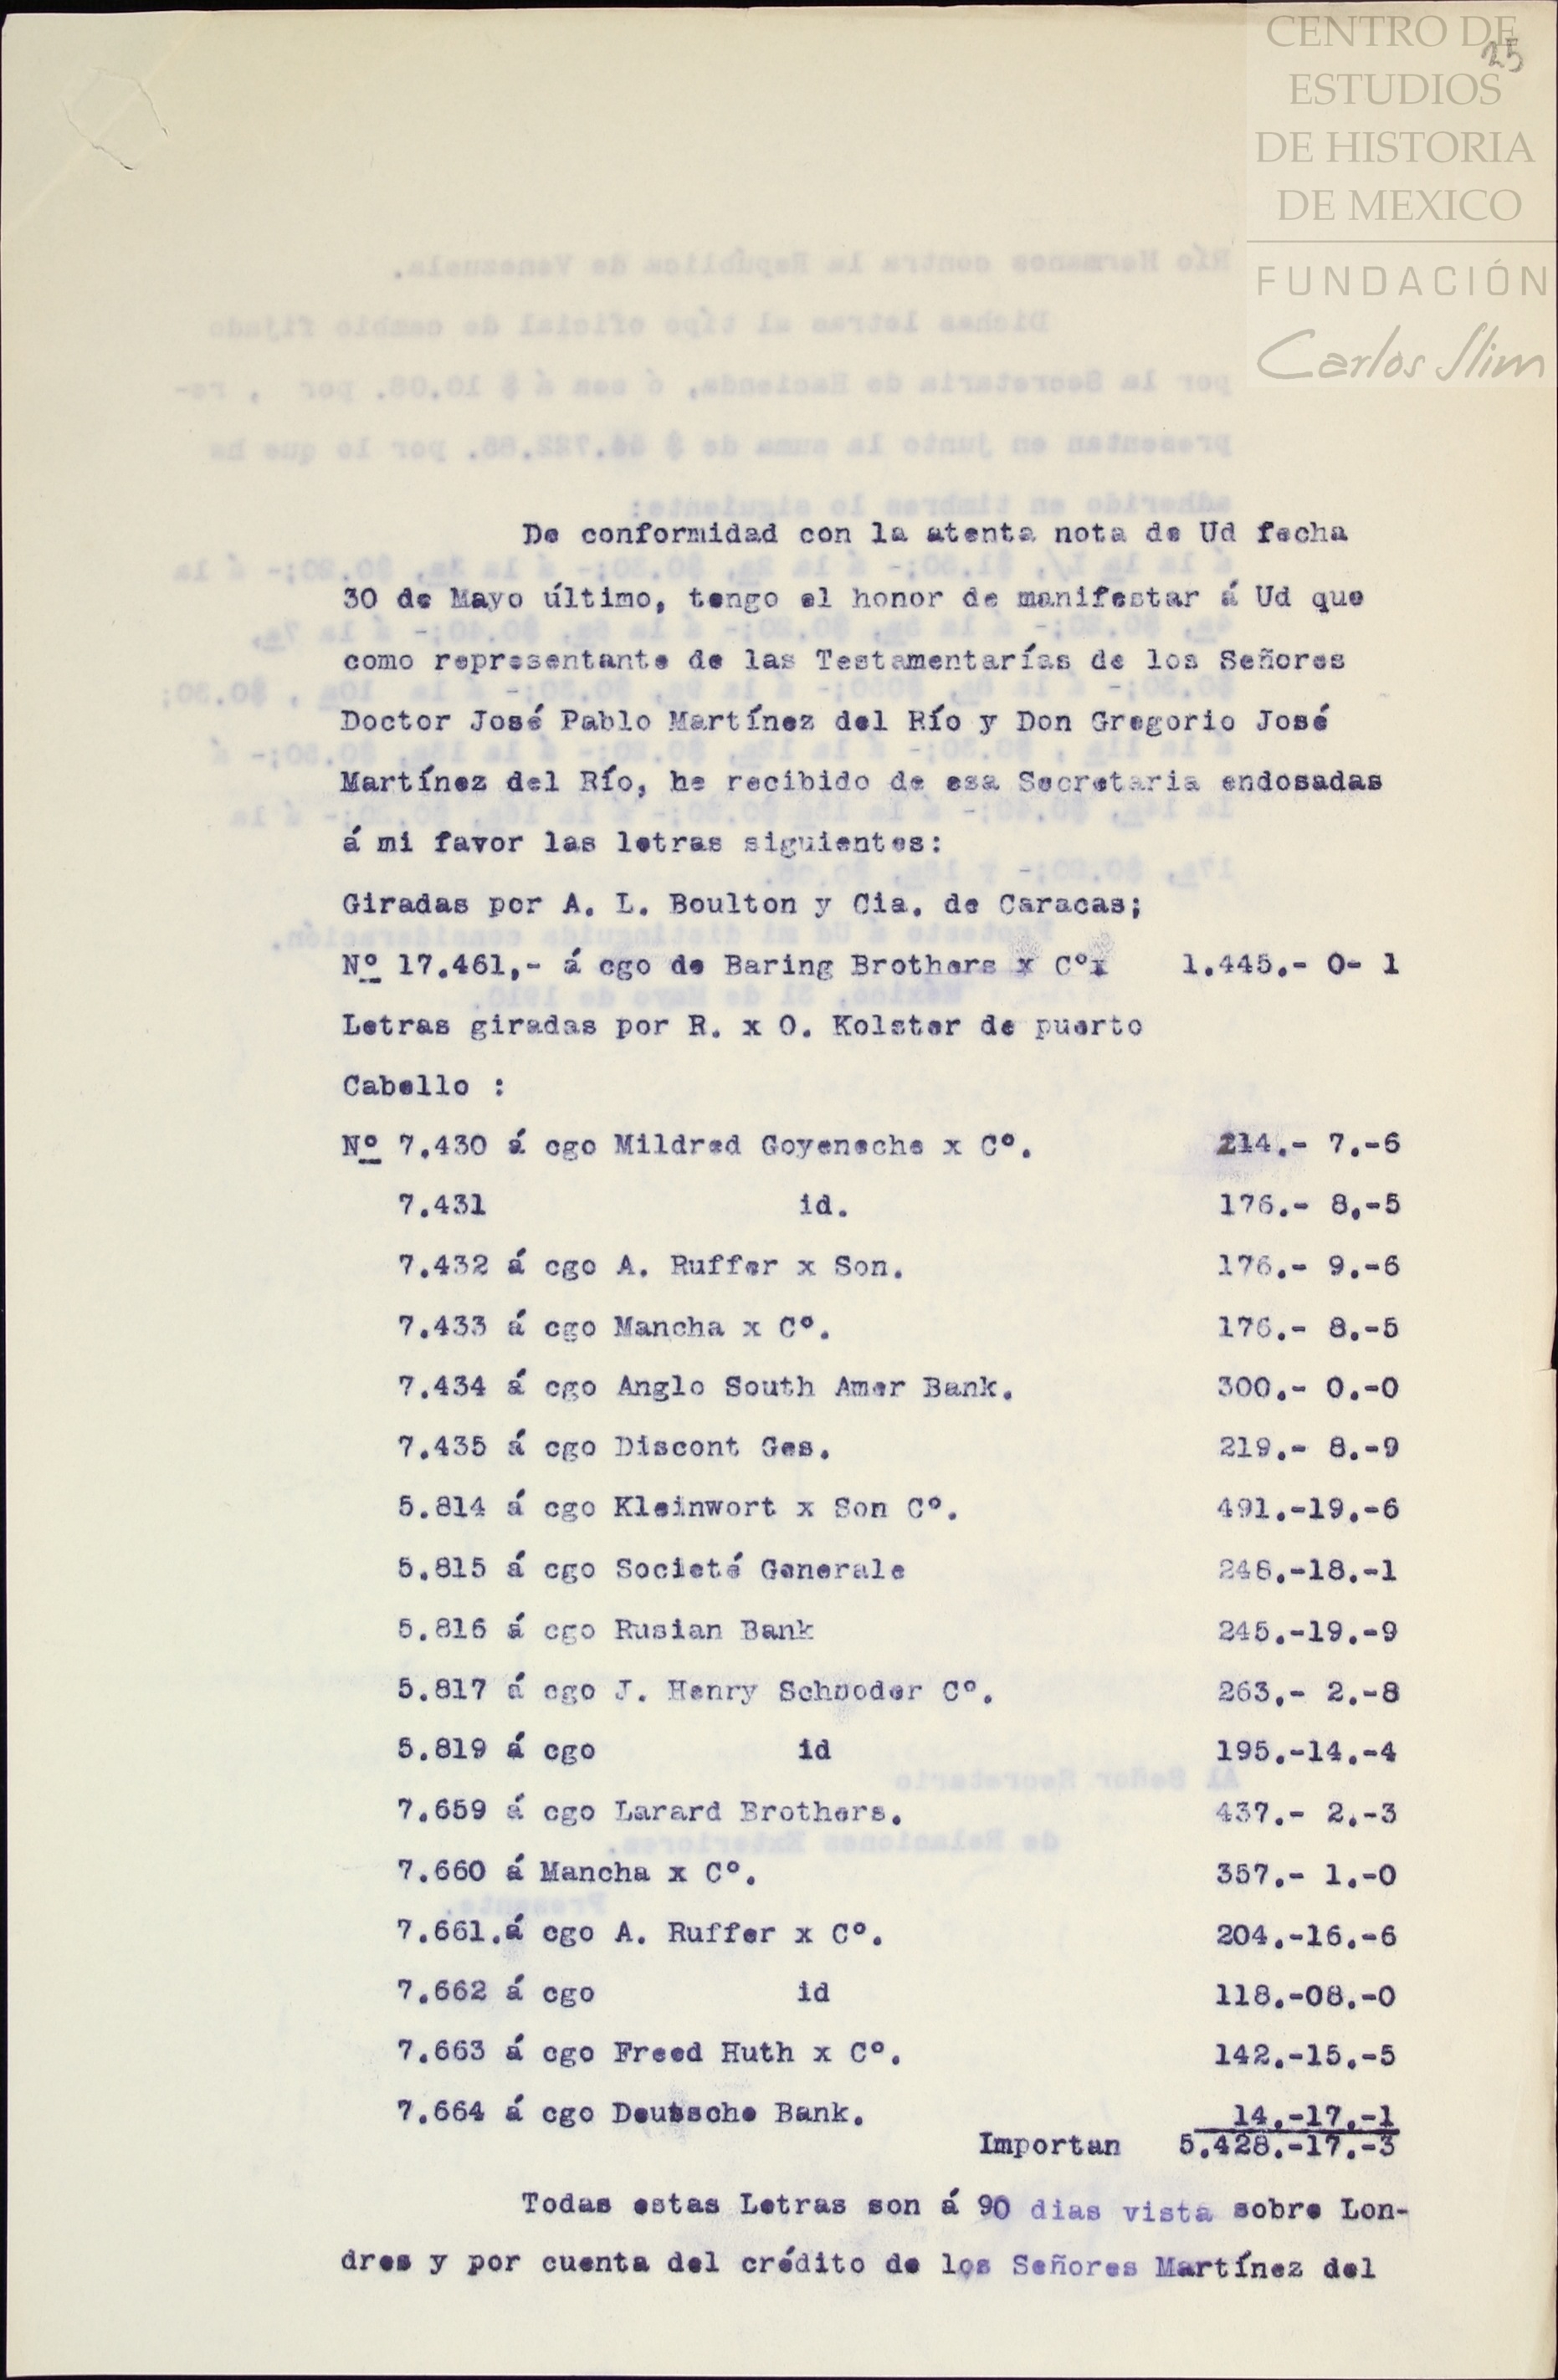 CENTRO DE
ESTUDIOS
DE HISTORIA
DE MEXICO
FUNDACIÓN
Carlos Slim
25
De conformidad con la atenta nota de Ud fecha
30 de Mayo último, tengo el honor de manifestar á Ud que
como representante de las Testamentarías de los Señores
Doctor José Pablo Martínez del Río y Don Gregorio José
Martínez del Río, he recibido de esa Secretaria endosadas
á mi favor las letras siguientes:
Giradas por A. L. Boulton y Cia. de Caracas;
Nº 17.461,- á cgo de Baring Brothers x Cºx 1.445.- 0- 1
Letras giradas por R. x O. Kolster de puerto
Cabello :
Nº 7.430 á cgo Mildred Goyeneche x Cº. 214.- 7.-6
7.431 id. 176.- 8,-5
7.432 á cgo A. Ruffer x Son. 176.- 9.-6
7.433 á cgo Mancha x Cº. 176.- 8.-5
7.434 á cgo Anglo South Amer Bank. 300.- 0.-0
7.435 á cgo Discont Ges. 219.- 8.-9
5.814 á cgo Kleinwort x Son Cº. 491.-19.-6
5.815 á cgo Societé Generale 248.-18.-1
5.816 á cgo Rusian Bank 245.-19.-9
5.817 á cgo J. Henry Schooder Cº. 263.- 2.-8
5.819 á cgo id 195.-14.-4
7.659 á cgo Larard Brothers. 437.- 2.-3
7.660 á Mancha x Cº. 357.- 1.-0
7.661.á cgo A. Ruffer x Cº. 204.-16.-6
7.662 á cgo id 118.-08.-0
7.663 á cgo Freed Huth x Cº. 142.-15.-5
7.664 á cgo Deutsche Bank. 14.-17.-1
Importan 5.428.-17.-3
Todas estas Letras son á 90 dias vista sobre Lon-
dres y por cuenta del crédito de los Señores Martínez del